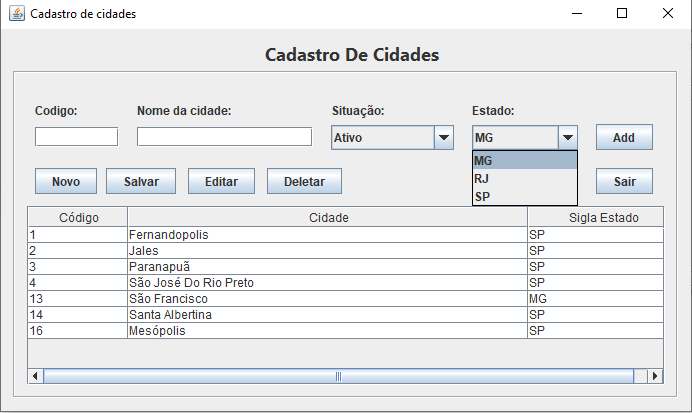 Cadastro de cidades
Cadastro De Cidades
Codigo: Nome da cidade: Situação: Estado:
Ativo MG Add
MG
RJ
SP
Novo Salvar Editar Deletar Sair
Código Cidade Sigla Estado
1 Fernandopolis SP
2 Jales SP
3 Paranapuã SP
4 São José Do Rio Preto SP
13 São Francisco MG
14 Santa Albertina SP
16 Mesópolis SP